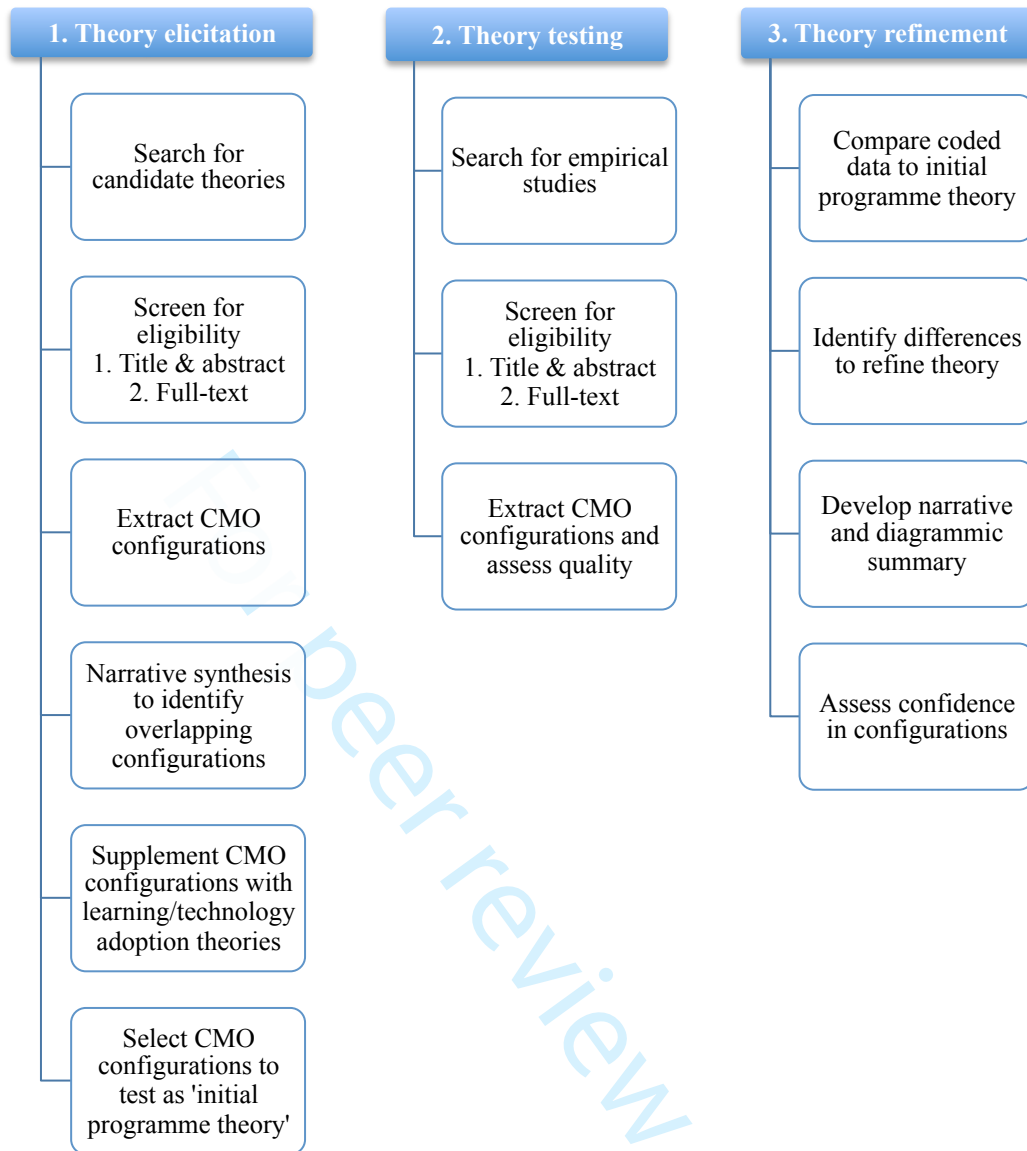 1. Theory elicitation
Search for
candidate theories
Screen for
eligibility
1. Title & abstract
2. Full-text
Extract CMO
configurations
Narrative synthesis
to identify
overlapping
configurations
Supplement CMO
configurations with
learning/technology
adoption theories
Select CMO
configurations to
test as 'initial
programme theory'
2. Theory testing
Search for empirical
studies
Screen for
eligibility
1. Title & abstract
2. Full-text
Extract CMO
configurations and
assess quality
3. Theory refinement
Compare coded
data to initial
programme theory
Identify differences
to refine theory
Develop narrative
and diagrammic
summary
Assess confidence
in configurations
For peer review